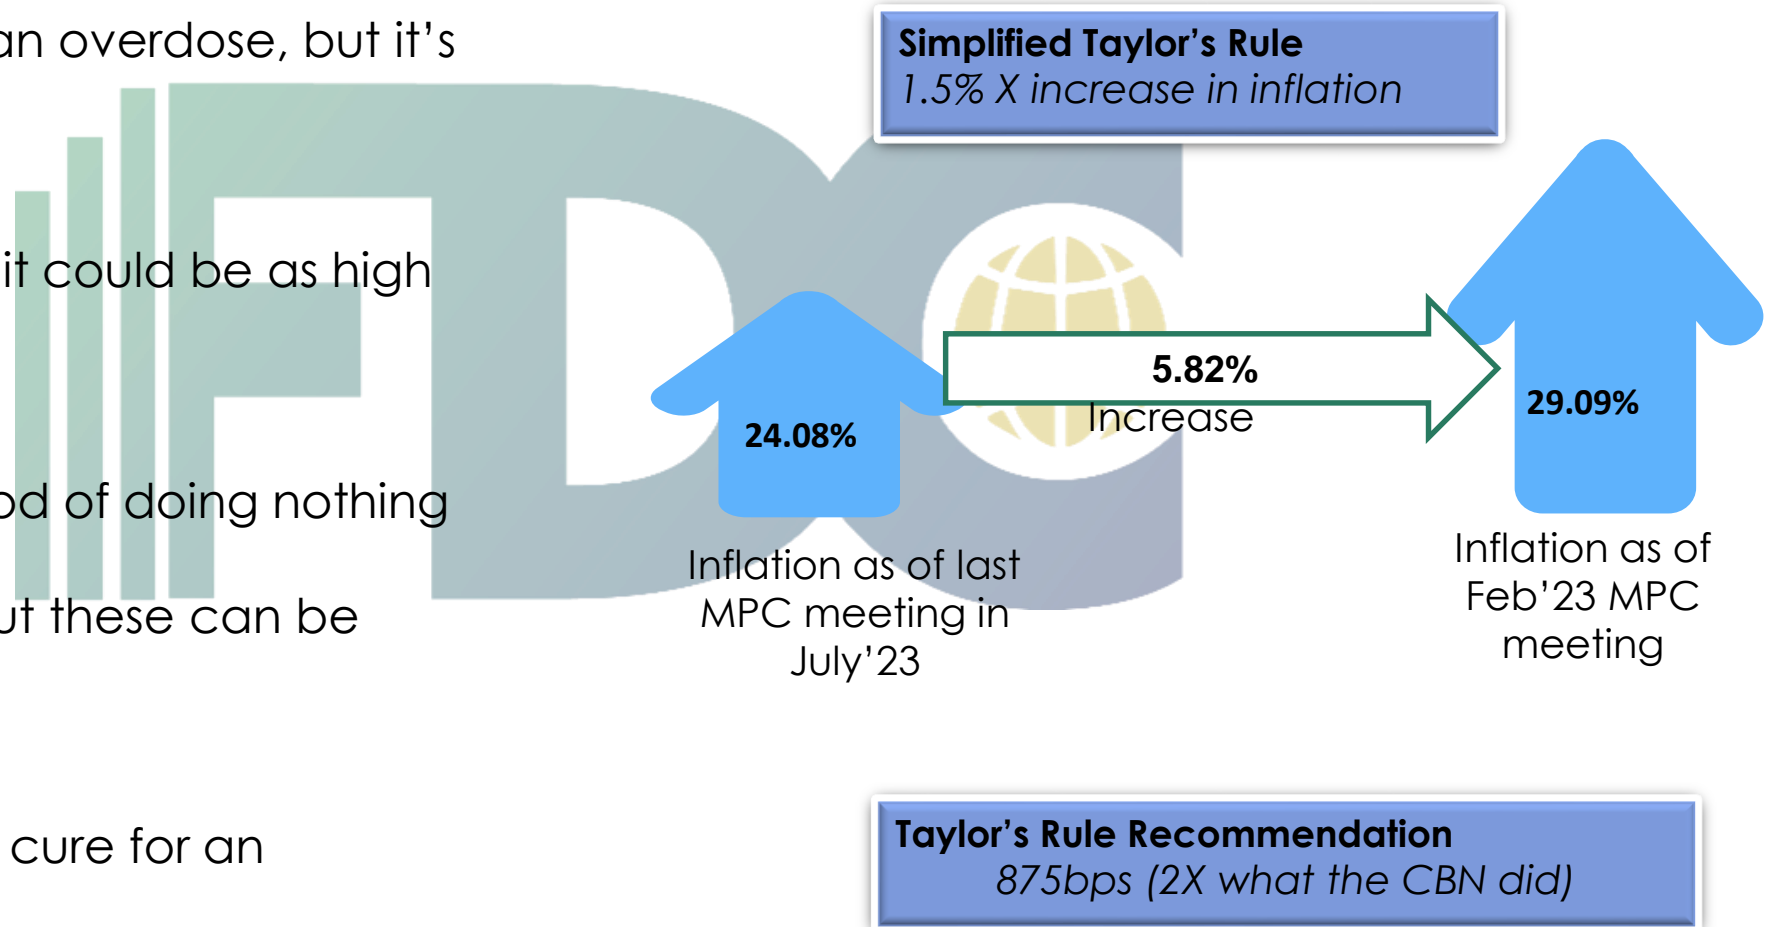 an overdose, but it's
it could be as high
od of doing nothing
ut these can be
cure for an
Simplified Taylor's Rule
1.5% X increase in inflation
FDC
24.08%
5.82%
Increase
29.09%
Inflation as of last
MPC meeting in
July'23
Inflation as of
Feb'23 MPC
meeting
Taylor's Rule Recommendation
875bps (2X what the CBN did)